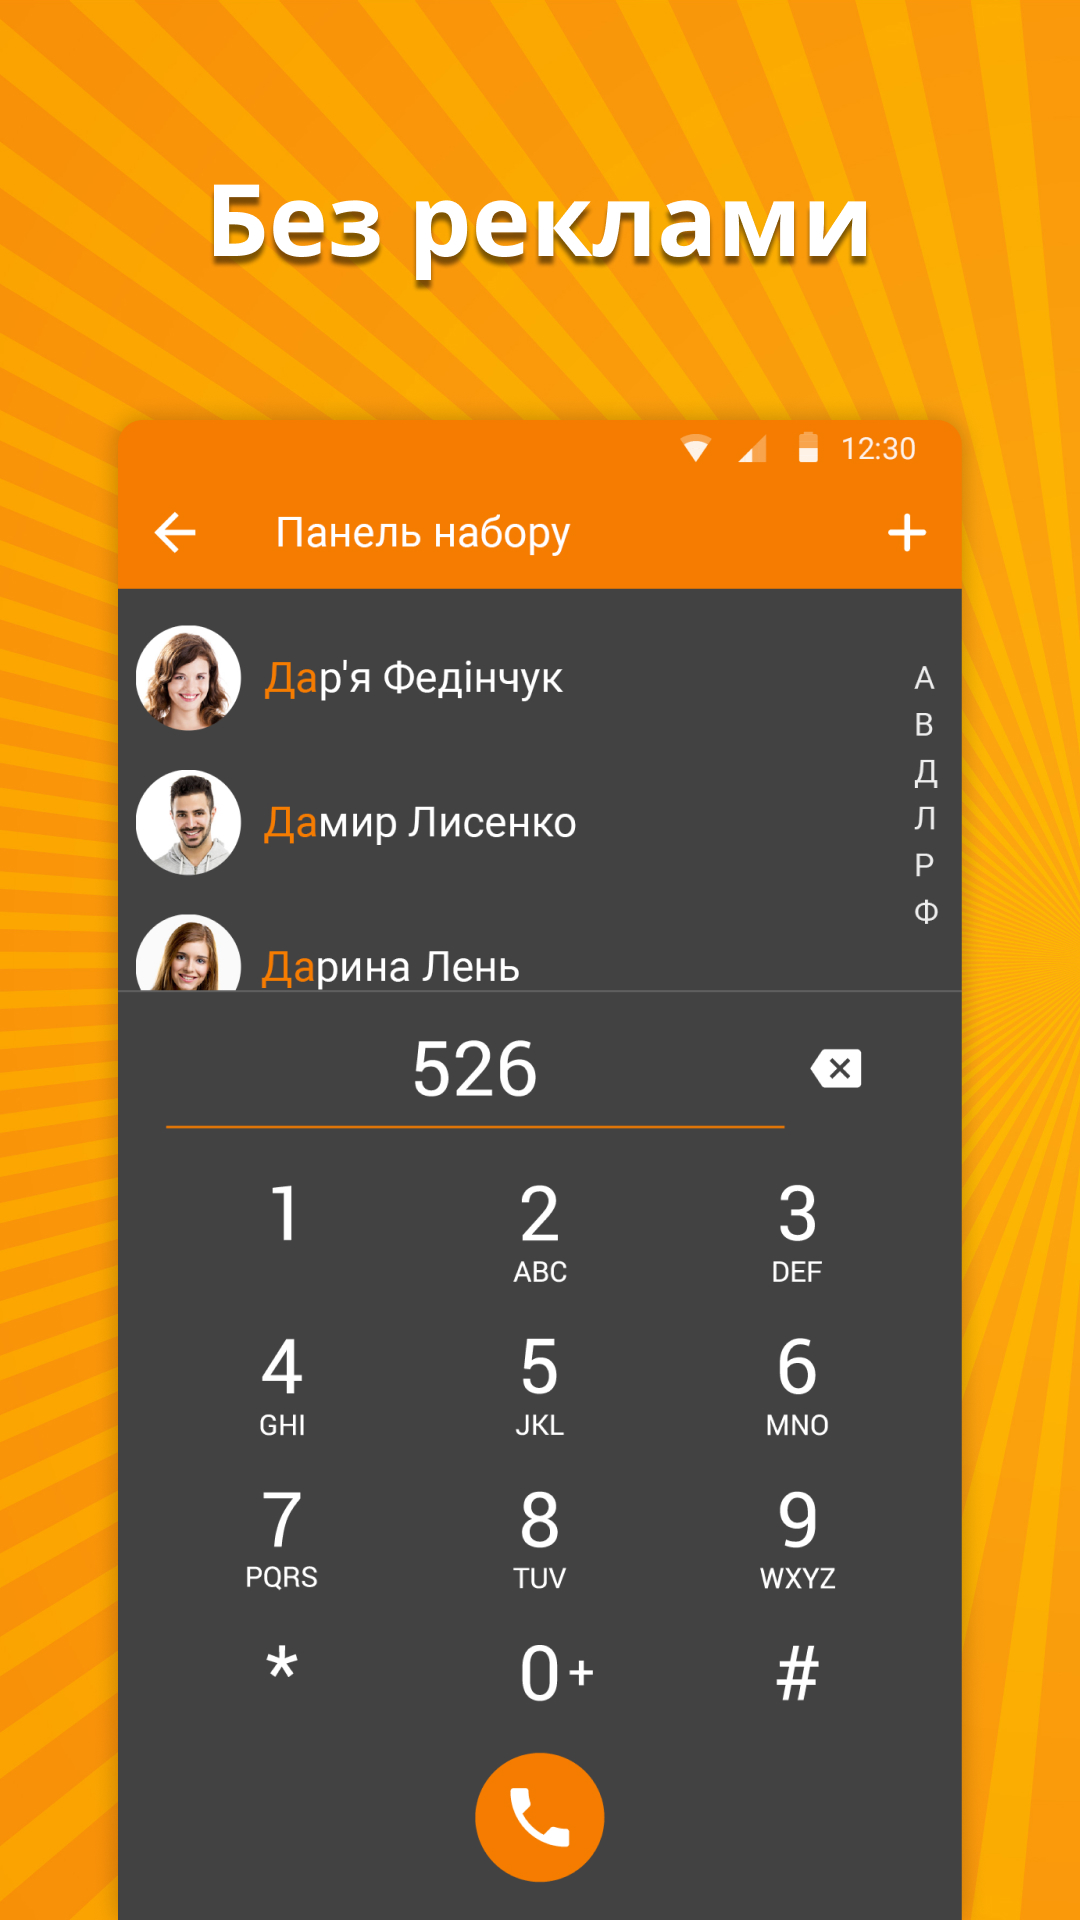 Без реклами
12:30
Панель набору
Дар'я Федінчук
Дамир Лисенко
Дарина Лень
А
В
Д
Л
Р
Ф
526
1
2
ABC
3
DEF
4
GHI
5
JKL
6
MNO
7
PQRS
8
TUV
9
WXYZ
*
0+
#